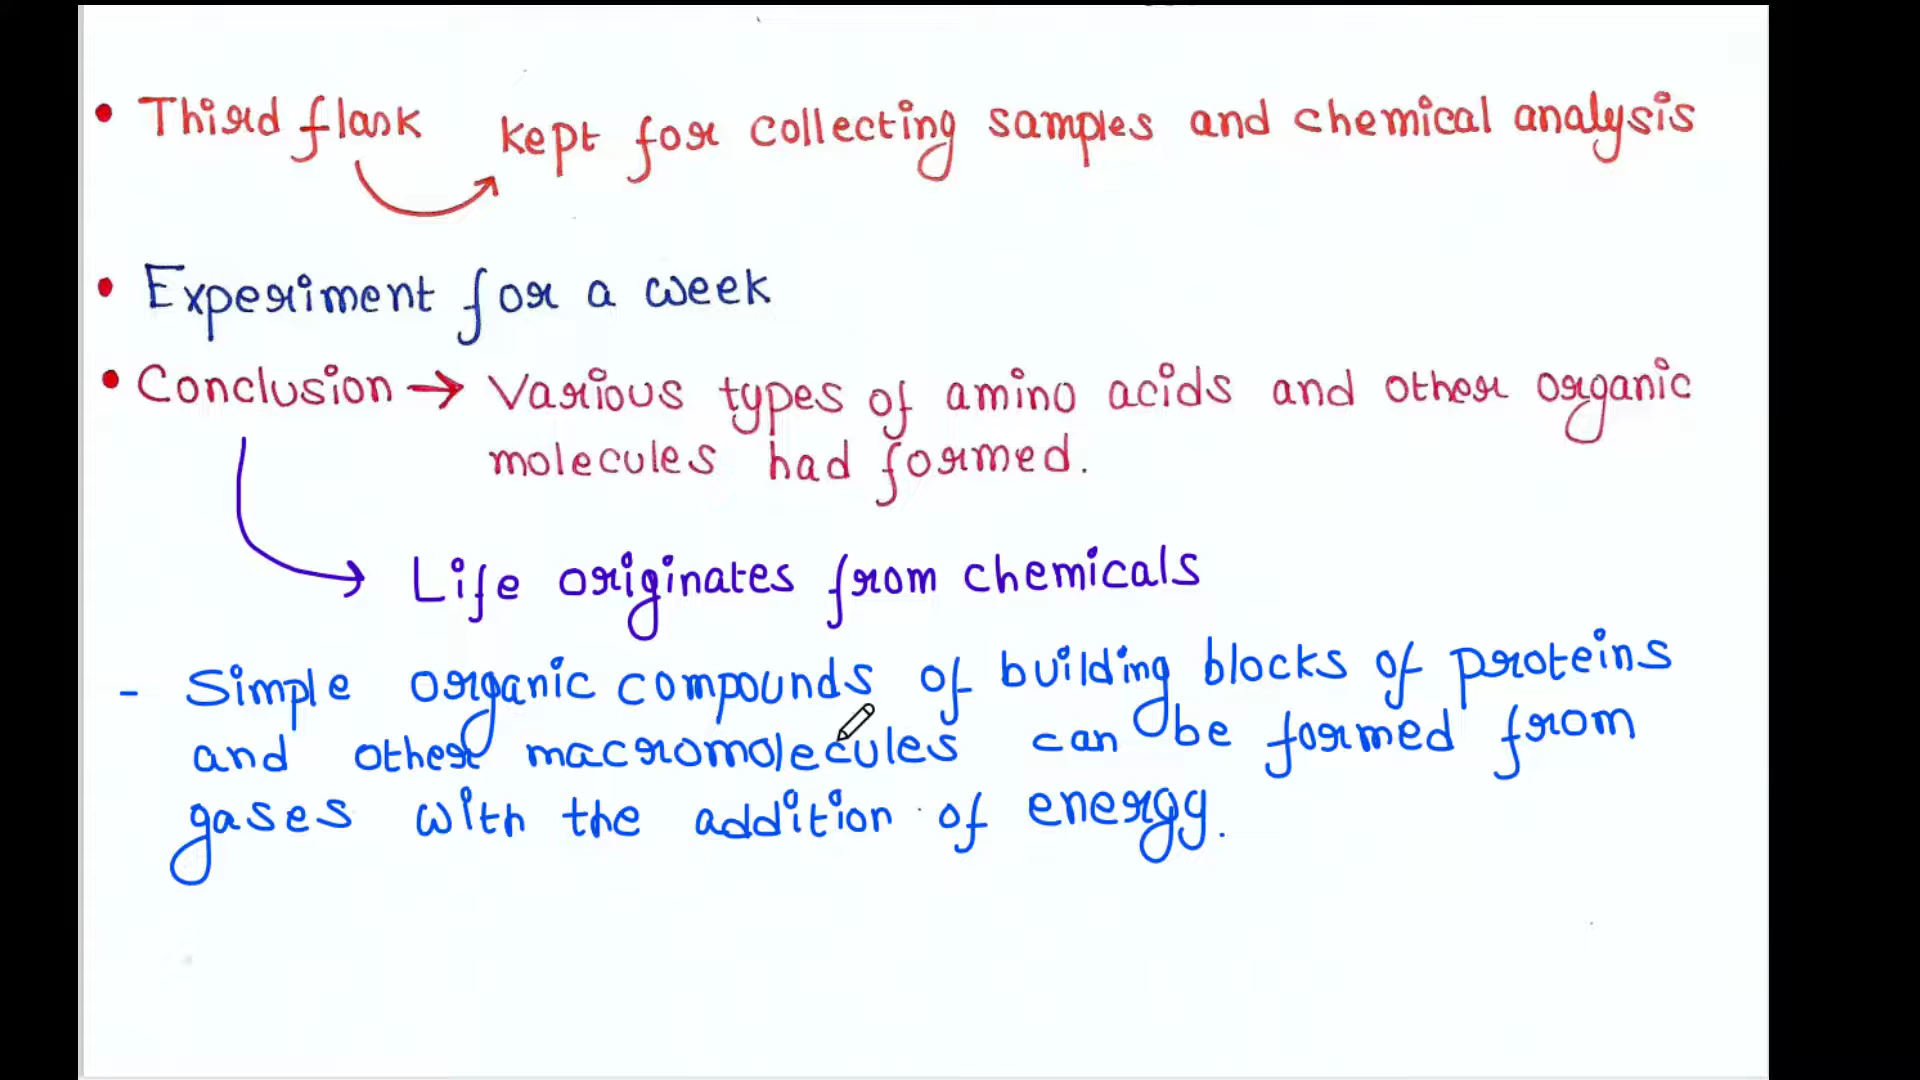 • Third flask kept for collecting samples and chemical analysis
• Experiment for a week
• Conclusion → Various types of amino acids and other organic
molecules had formed.
→ Life originates from chemicals
- Simple organic compounds of building blocks of proteins
and other macromolecules can be formed from
gases with the addition of energy.